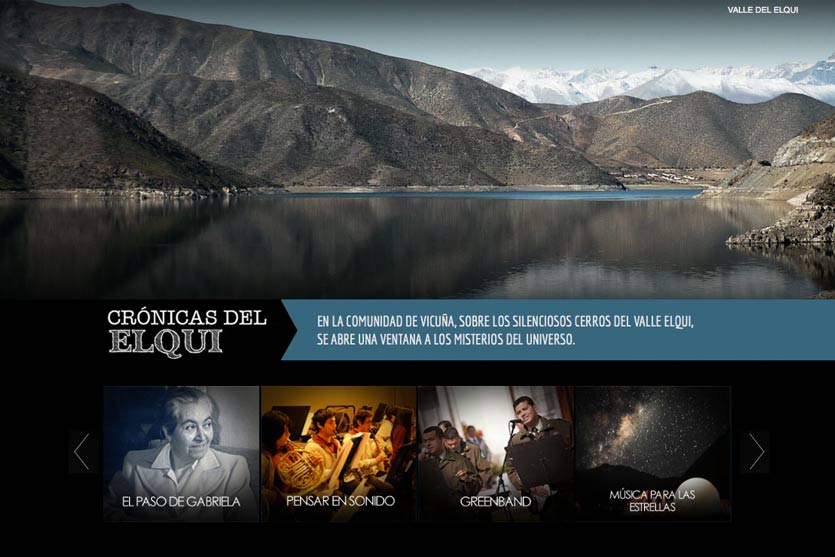 VALLE DEL ELQUI
CRÓNICAS DEL
ELQUI
EN LA COMUNIDAD DE VICUÑA, SOBRE LOS SILENCIOSOS CERROS DEL VALLE ELQUI,
SE ABRE UNA VENTANA A LOS MISTERIOS DEL UNIVERSO.
EL PASO DE GABRIELA
PENSAR EN SONIDO
GREENBAND
MÚSICA PARA LAS
ESTRELLAS